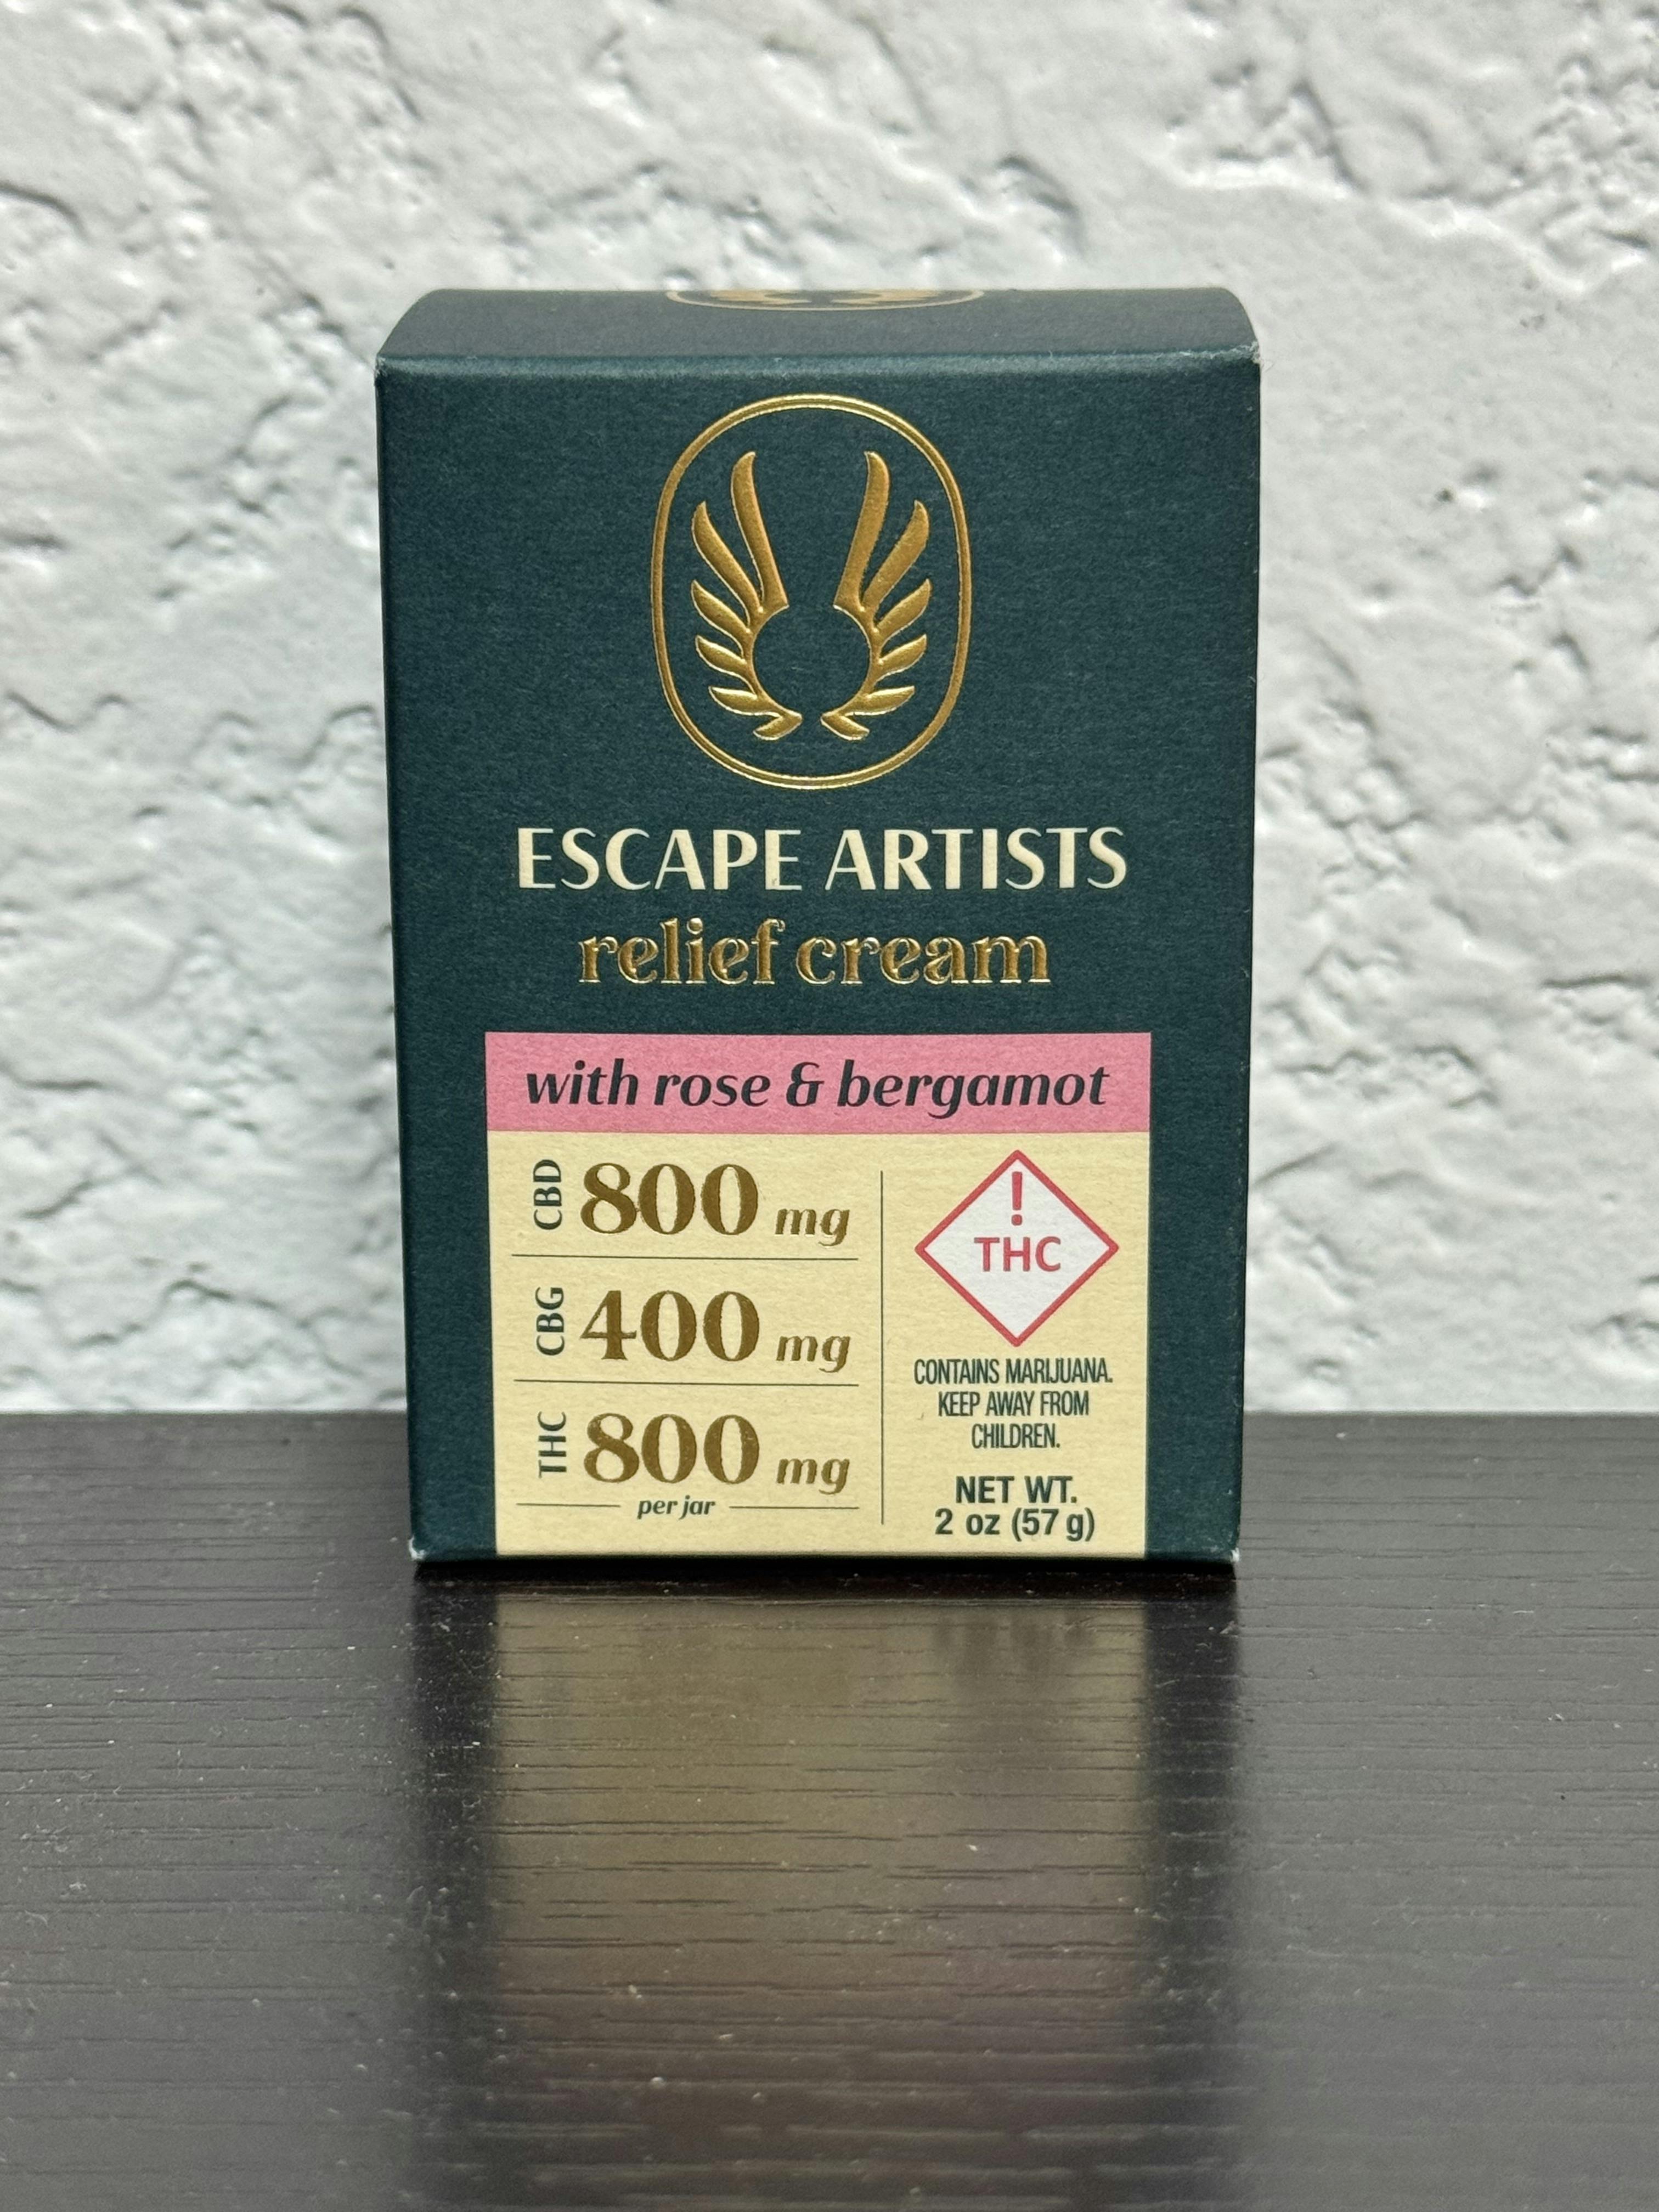 ESCAPE ARTISTS
relief cream
with rose & bergamot
CBD 800 mg
CBG 400 mg
THC 800 mg
per jar
!
THC
CONTAINS MARIJUANA.
KEEP AWAY FROM
CHILDREN.
NET WT.
2 oz (57 g)